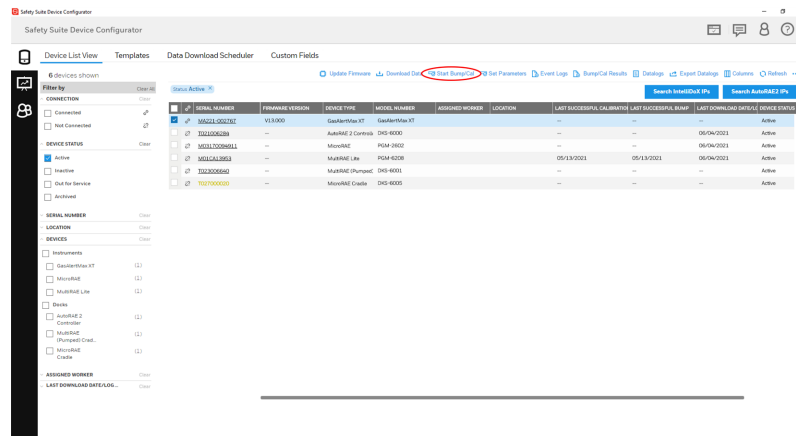 Safety Suite Device Configurator
Safety Suite Device Configurator
Device List View Templates Data Download Scheduler Custom Fields
6 devices shown
Update Firmware Download Data Start Bump/Cal Set Parameters Event Logs Bump/Cal Results Datalogs Export Datalogs Columns Refresh
Filter by Clear All
Status Active ×
Search IntelliDoX IPs Search AutoRAE2 IPs
CONNECTION Clear
Connected
Not Connected
DEVICE STATUS Clear
Active
Inactive
Out for Service
Archived
SERIAL NUMBER Clear
LOCATION Clear
DEVICES Clear
Instruments
GasAlertMax XT (1)
MicroRAE (1)
MultiRAE Lite (1)
Docks
AutoRAE 2 Controller (1)
MultiRAE (Pumped) Crad... (1)
MicroRAE Cradle (1)
ASSIGNED WORKER Clear
LAST DOWNLOAD DATE/LOG... Clear
SERIAL NUMBER FIRMWARE VERSION DEVICE TYPE MODEL NUMBER ASSIGNED WORKER LOCATION LAST SUCCESSFUL CALIBRATIO LAST SUCCESSFUL BUMP LAST DOWNLOAD DATE/L DEVICE STATUS
MA221-002767 V13.000 GasAlertMax XT GasAlertMax XT -- -- -- Active
T021006284 -- AutoRAE 2 Controlle DKS-6000 -- -- 06/04/2021 Active
M03170094911 -- MicroRAE PGM-2602 -- -- 06/04/2021 Active
M01CA13953 -- MultiRAE Lite PGM-6208 05/13/2021 05/13/2021 06/04/2021 Active
T023006640 -- MultiRAE (Pumped) DKS-6001 -- -- -- Active
T027000020 -- MicroRAE Cradle DKS-6005 -- -- -- Active